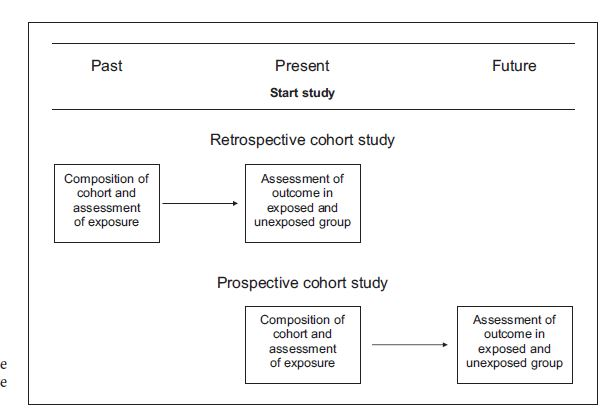 Past Present Future
Start study
Retrospective cohort study
Composition of
cohort and
assessment
of exposure
Assessment of
outcome in
exposed and
unexposed group
Prospective cohort study
Composition of
cohort and
assessment
of exposure
Assessment of
outcome in
exposed and
unexposed group
e
e